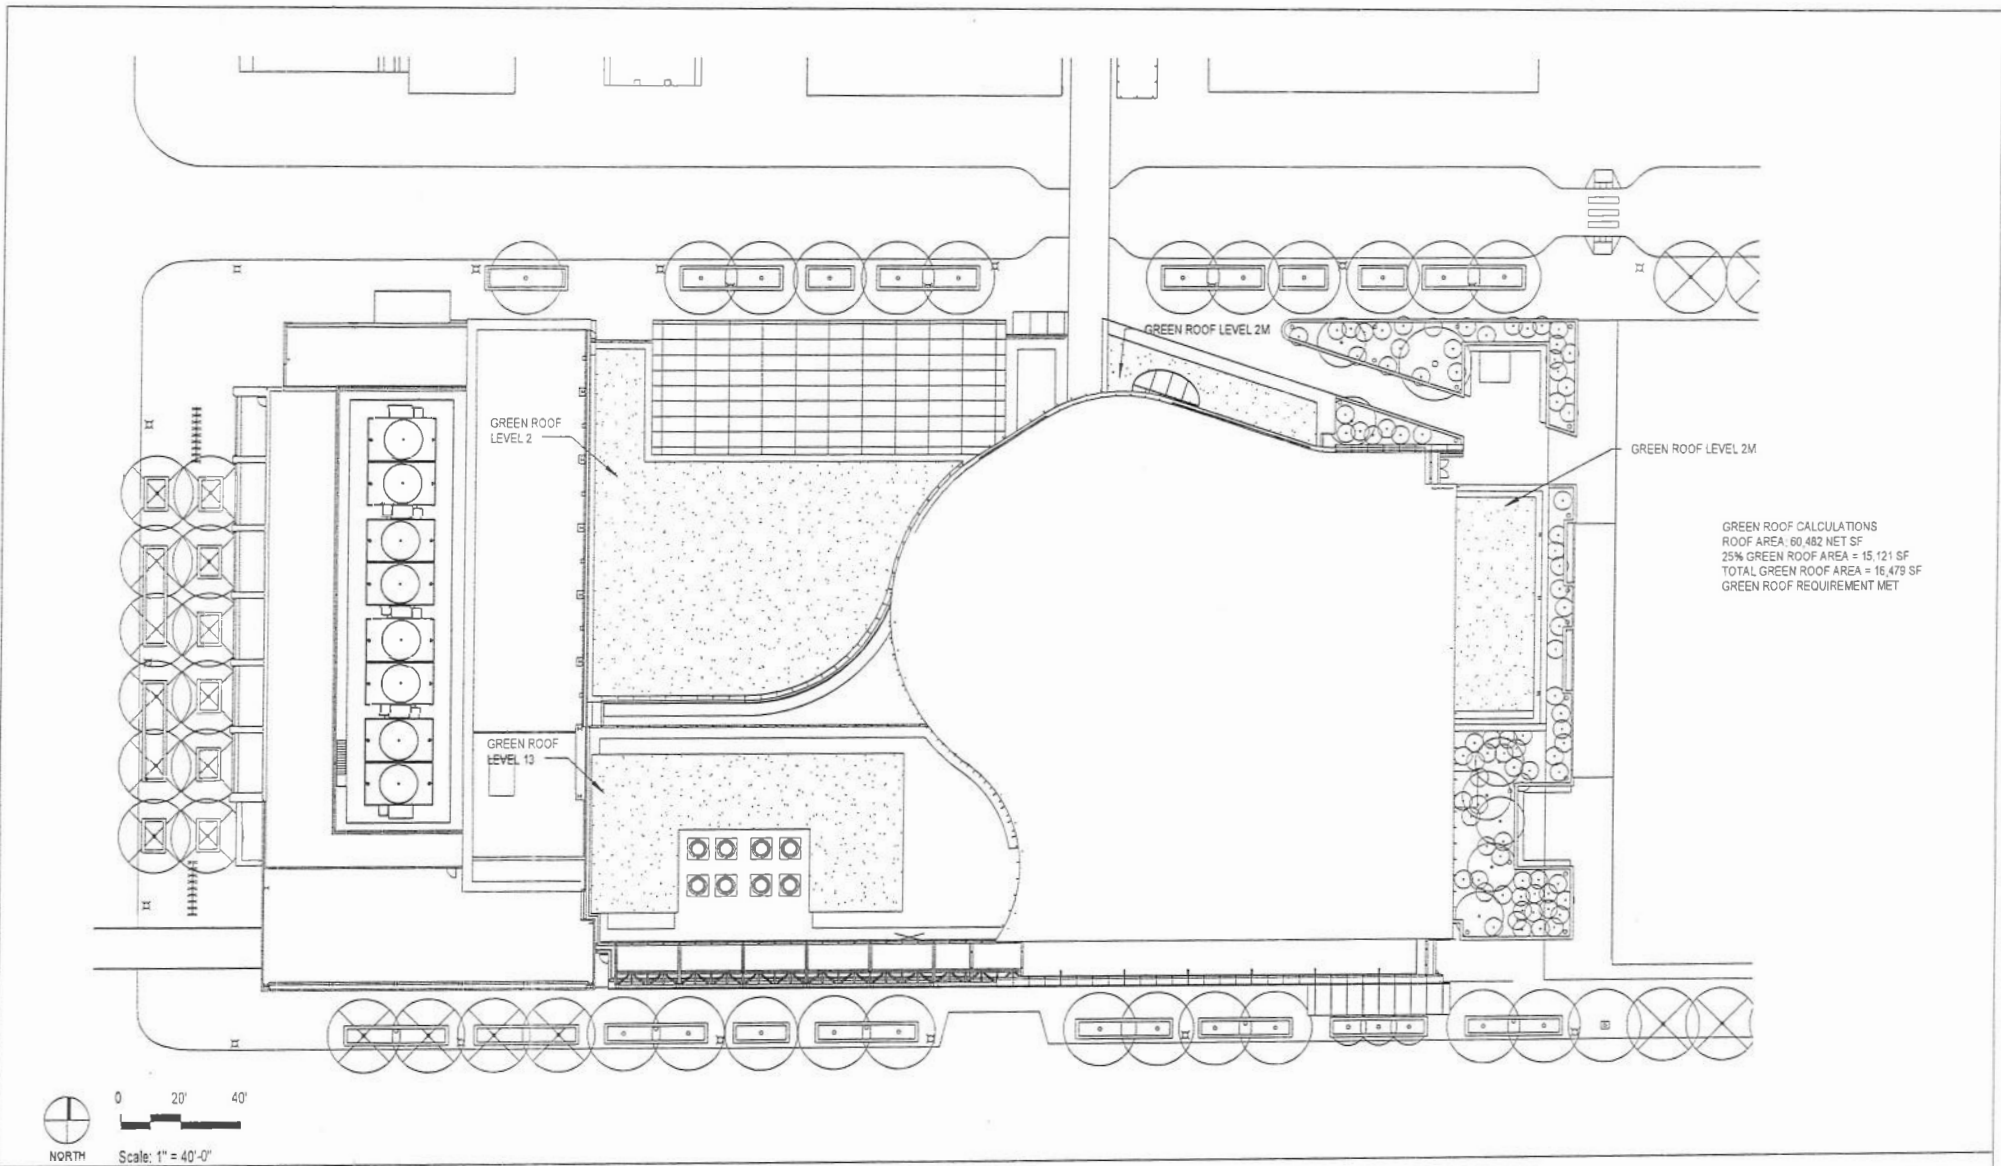 GREEN ROOF LEVEL 2M
GREEN ROOF
LEVEL 2
GREEN ROOF LEVEL 2M
GREEN ROOF CALCULATIONS
ROOF AREA: 60,482 NET SF
25% GREEN ROOF AREA = 15,121 SF
TOTAL GREEN ROOF AREA = 16,479 SF
GREEN ROOF REQUIREMENT MET
GREEN ROOF
LEVEL 13
0 20' 40'
NORTH
Scale: 1" = 40'-0"